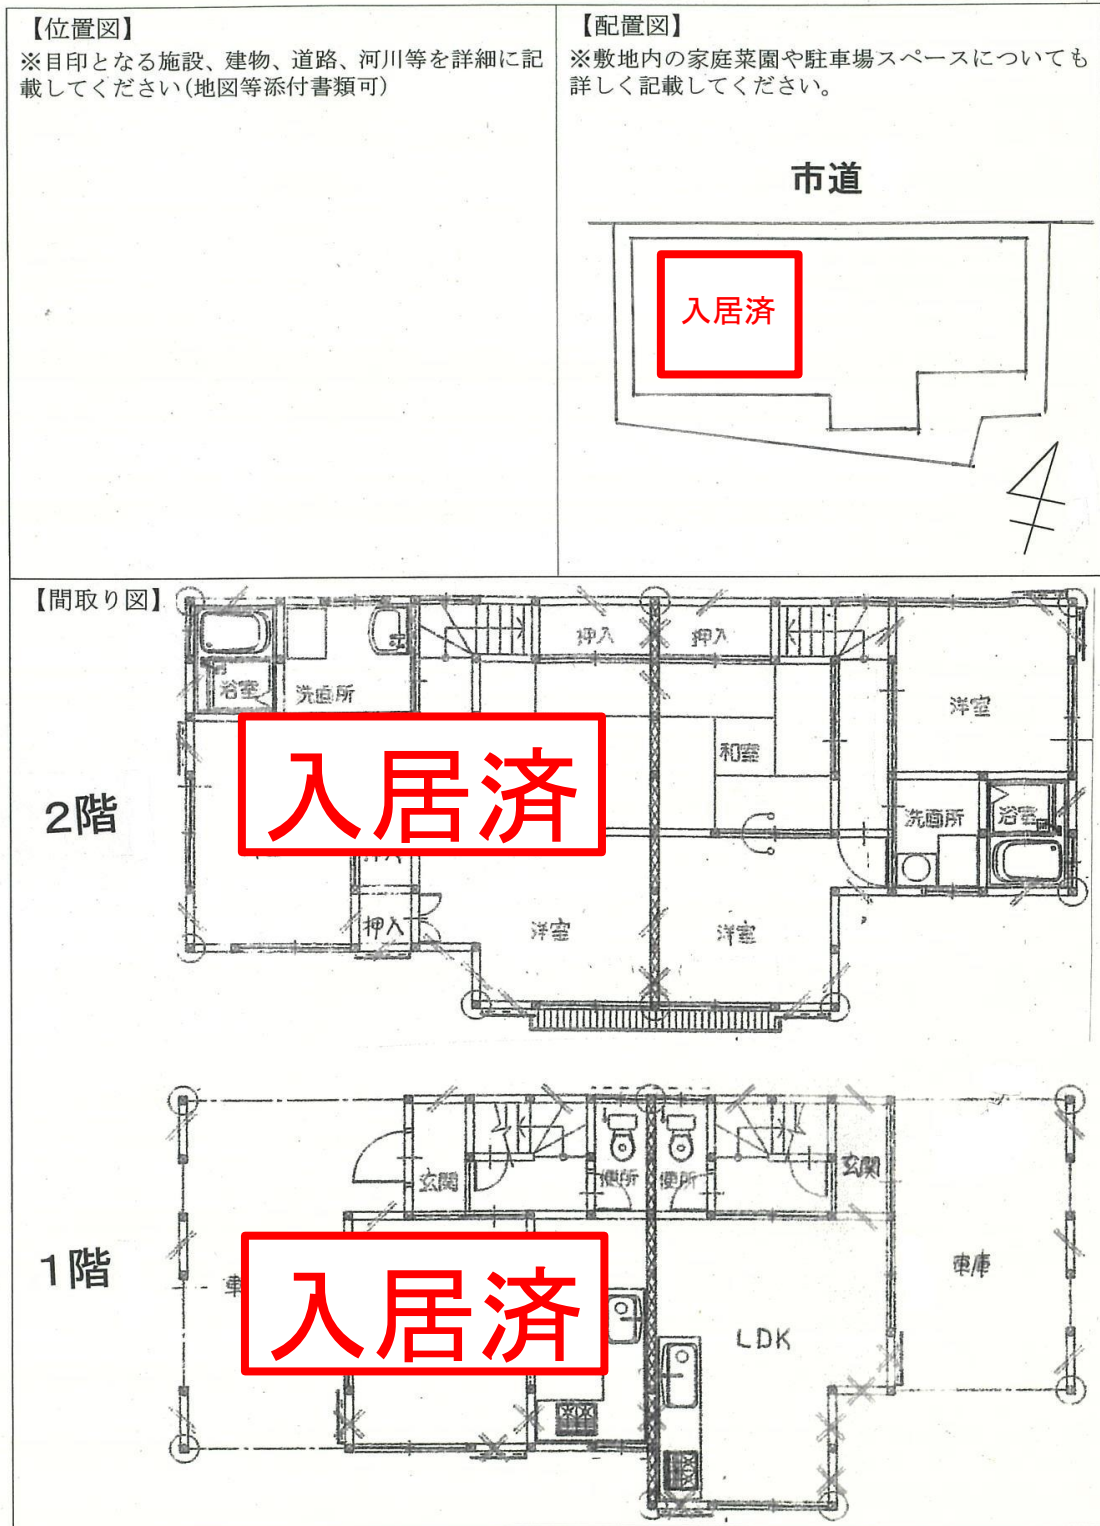 【位置図】
※目印となる施設、建物、道路、河川等を詳細に記
載してください(地図等添付書類可)
【配置図】
※敷地内の家庭菜園や駐車場スペースについても
詳しく記載してください。
市道
入居済
【間取り図】
押入
押入
浴室
洗面所
洋室
和室
入居済
2階
洗面所
浴室
押入
洋室
洋室
玄関
便所
便所
玄関
1階
入居済
車庫
LDK